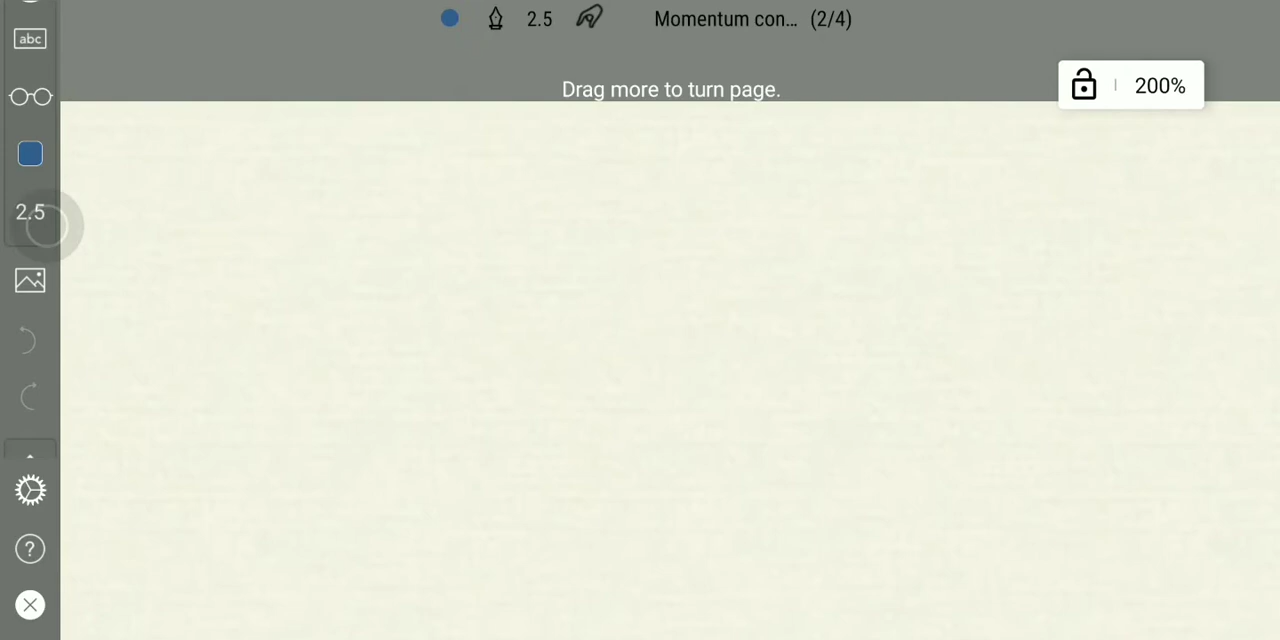 2.5 Momentum con... (2/4)
abc
Drag more to turn page.
200%
2.5
?